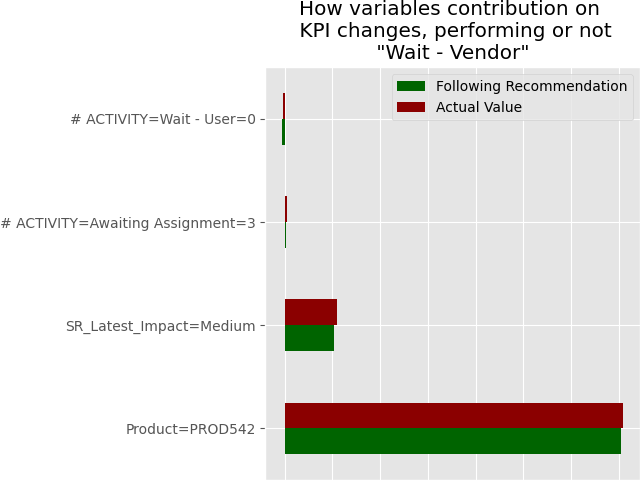 How variables contribution on
KPI changes, performing or not
"Wait - Vendor"
Following Recommendation
Actual Value
# ACTIVITY=Wait - User=0
# ACTIVITY=Awaiting Assignment=3
SR_Latest_Impact=Medium
Product=PROD542